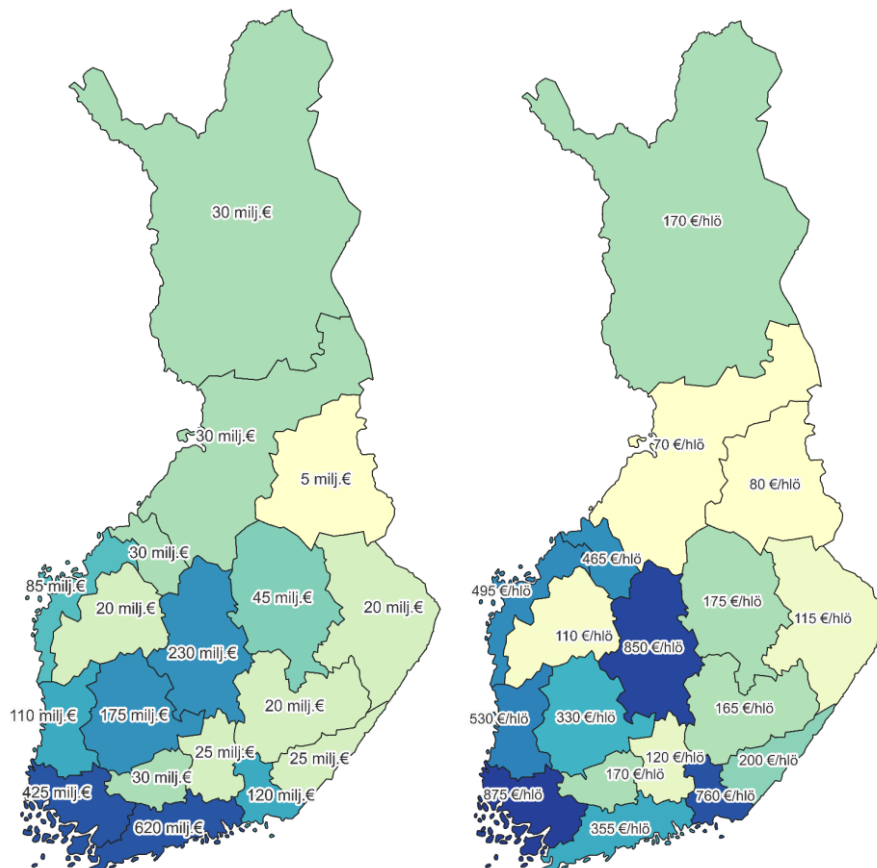 30 milj.€
30 milj.€
5 milj.€
30 milj.€
85 milj.€
20 milj.€
45 milj.€
20 milj.€
230 milj.€
110 milj.€
175 milj.€
20 milj.€
25 milj.€
25 milj.€
30 milj.€
425 milj.€
120 milj.€
620 milj.€
170 €/hlö
70 €/hlö
80 €/hlö
465 €/hlö
495 €/hlö
175 €/hlö
115 €/hlö
110 €/hlö
850 €/hlö
165 €/hlö
530 €/hlö
330 €/hlö
120 €/hlö
200 €/hlö
170 €/hlö
875 €/hlö
760 €/hlö
355 €/hlö